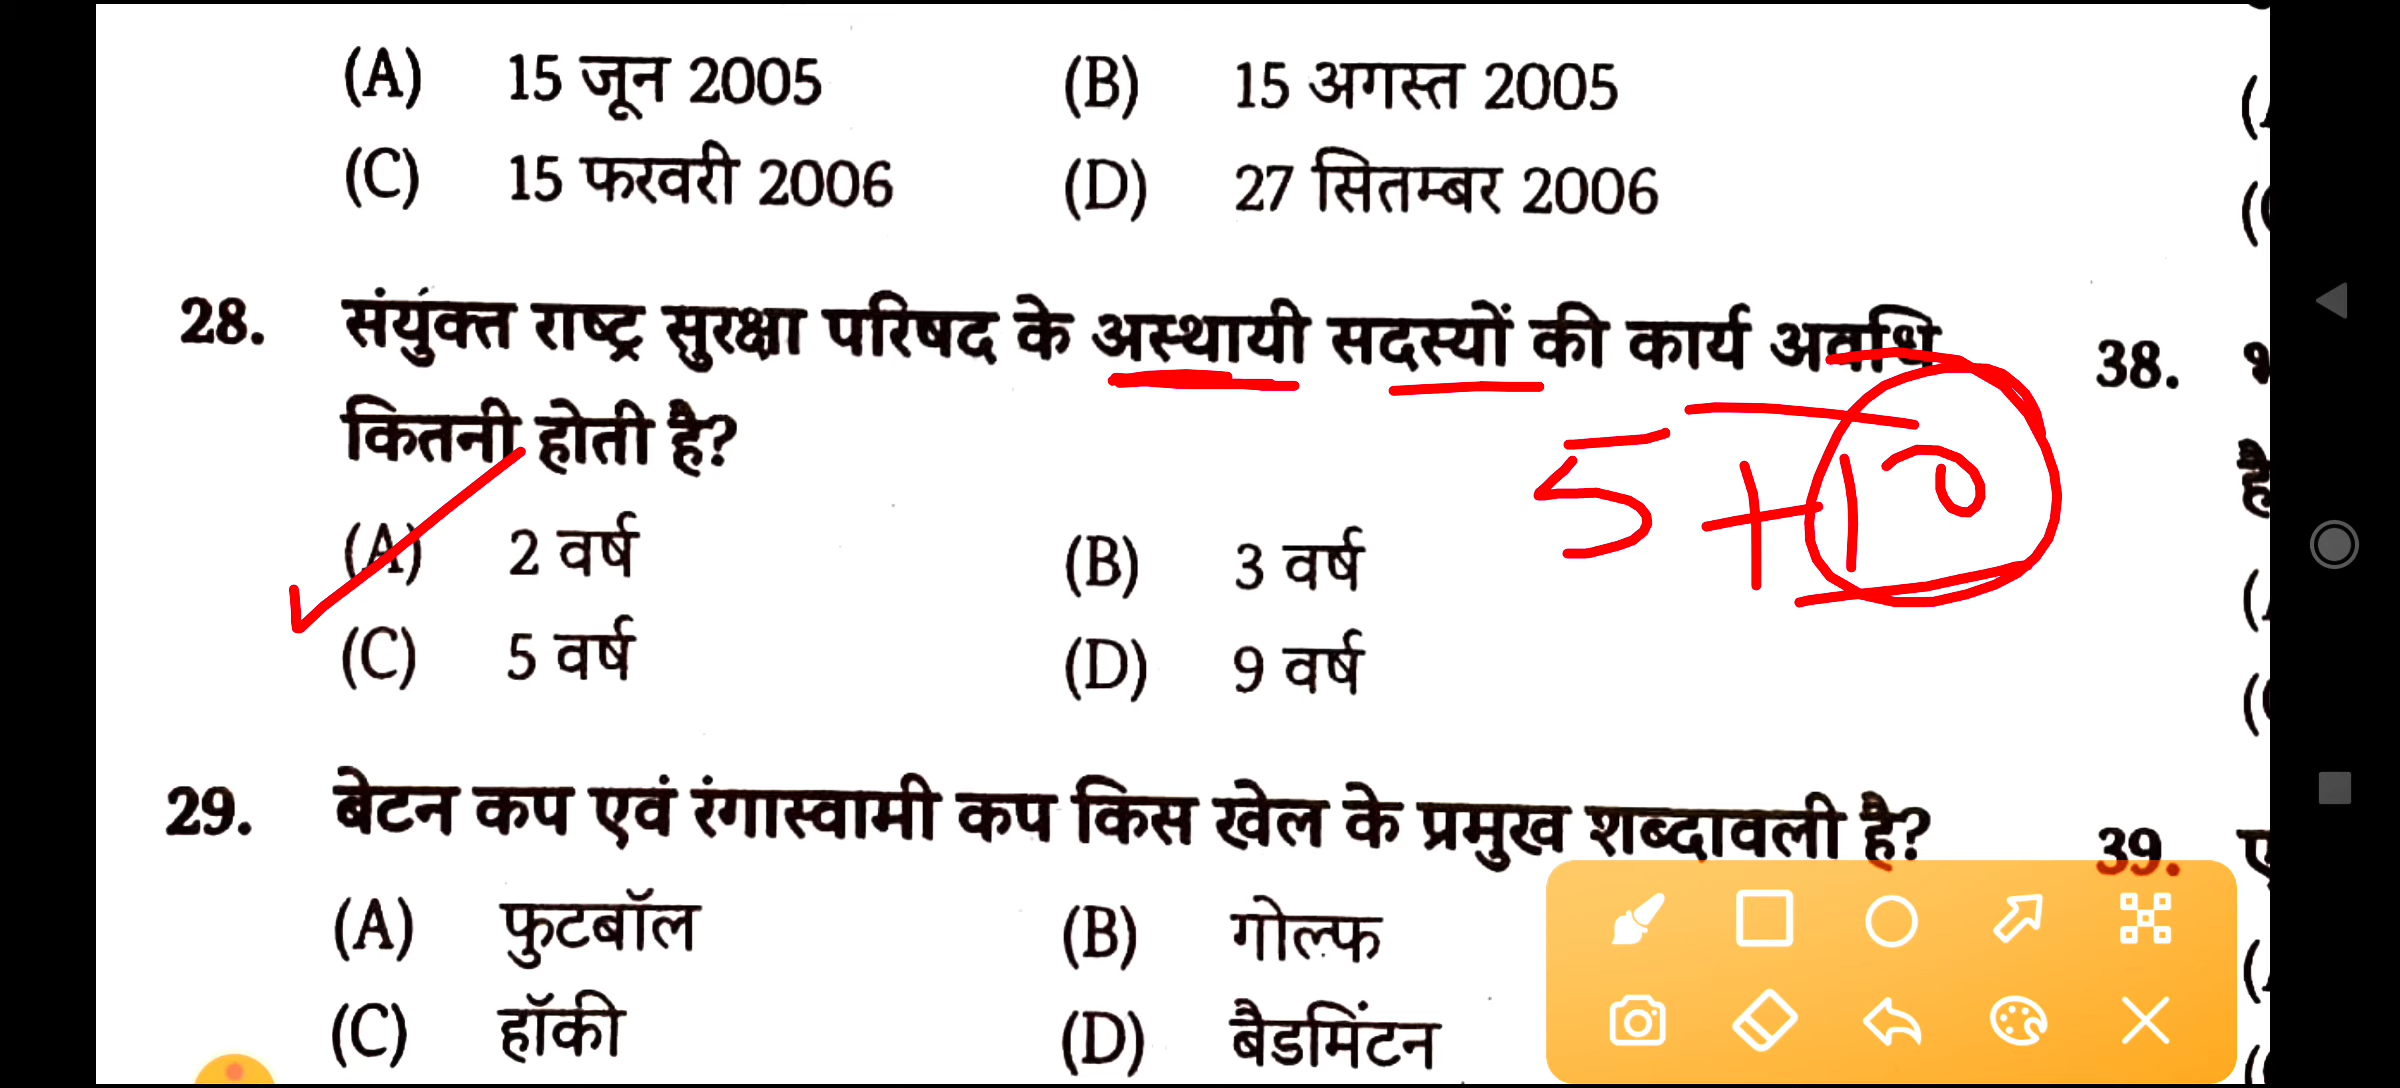 (A) 15 जून 2005 (B) 15 अगस्त 2005
(C) 15 फरवरी 2006 (D) 27 सितम्बर 2006
28. संयुक्त राष्ट्र सुरक्षा परिषद के अस्थायी सदस्यों की कार्य अवधि
कितनी होती है?
5+10
(A) 2 वर्ष (B) 3 वर्ष
(C) 5 वर्ष (D) 9 वर्ष
29. बेटन कप एवं रंगास्वामी कप किस खेल के प्रमुख शब्दावली है?
(A) फुटबॉल (B) गोल्फ
(C) हॉकी (D) बैडमिंटन
38.
है
39.